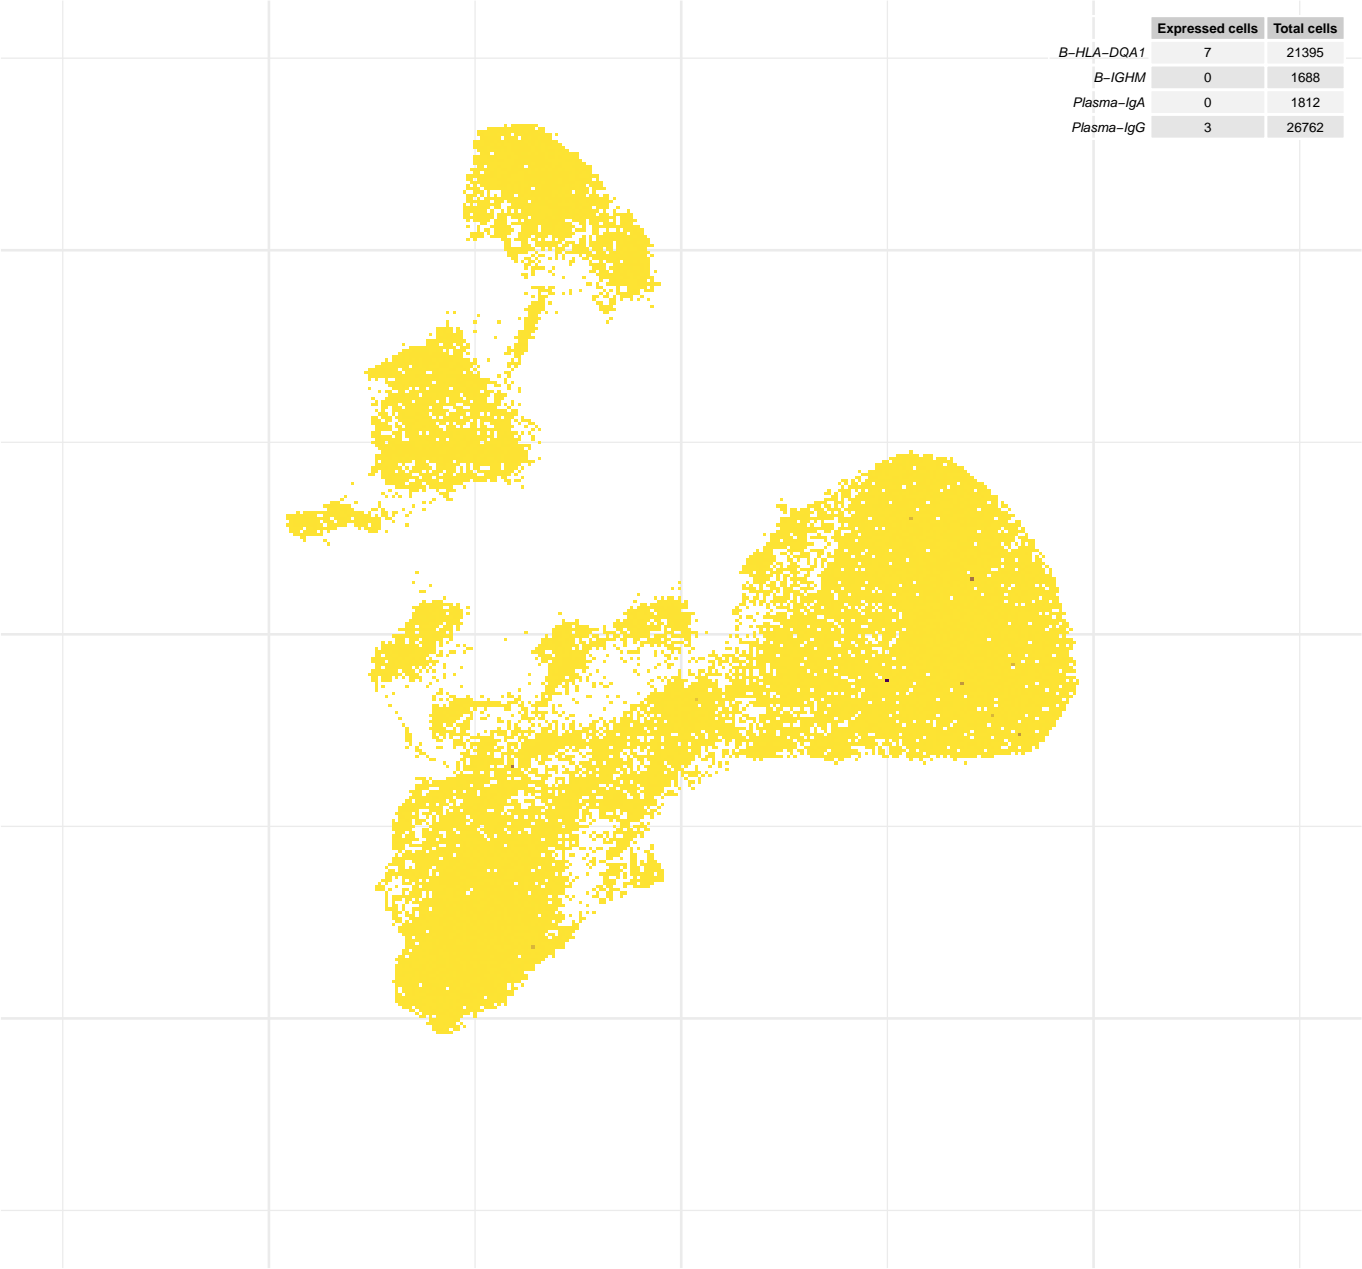 Expressed cells Total cells
B−HLA−DQA1 7 21395
B−IGHM 0 1688
Plasma−IgA 0 1812
Plasma−IgG 3 26762